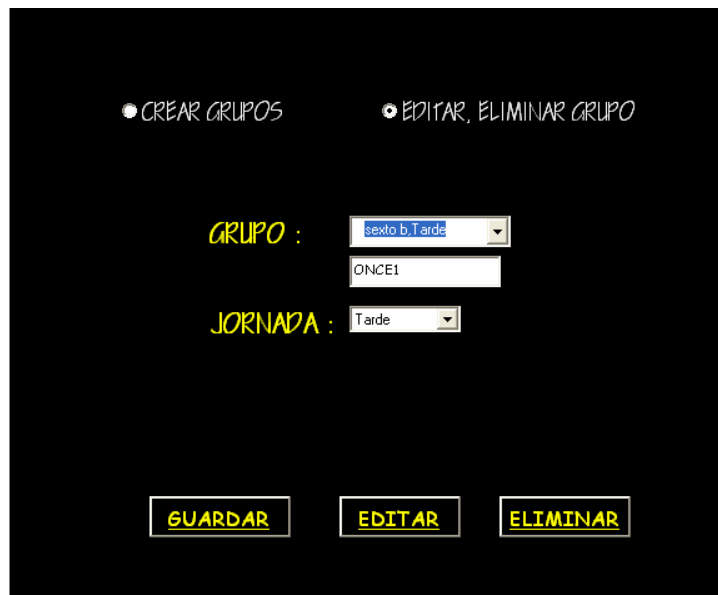 CREAR GRUPOS EDITAR, ELIMINAR GRUPO
GRUPO : sexto b,Tarde
ONCE1
JORNADA : Tarde
GUARDAR EDITAR ELIMINAR